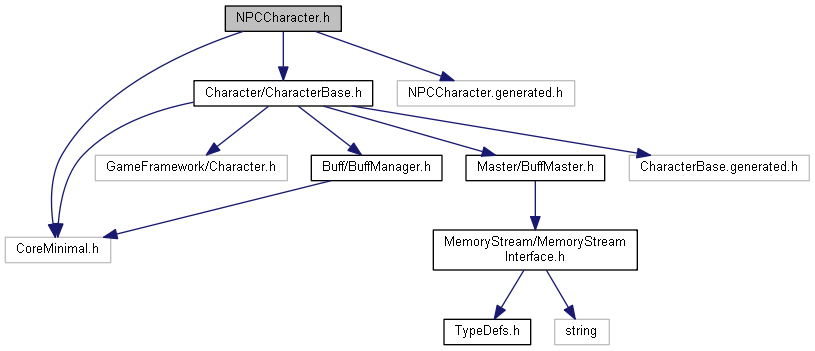 NPCCharacter.h
Character/CharacterBase.h
NPCCharacter.generated.h
GameFramework/Character.h
Buff/BuffManager.h
Master/BuffMaster.h
CharacterBase.generated.h
CoreMinimal.h
MemoryStream/MemoryStream
Interface.h
TypeDefs.h
string